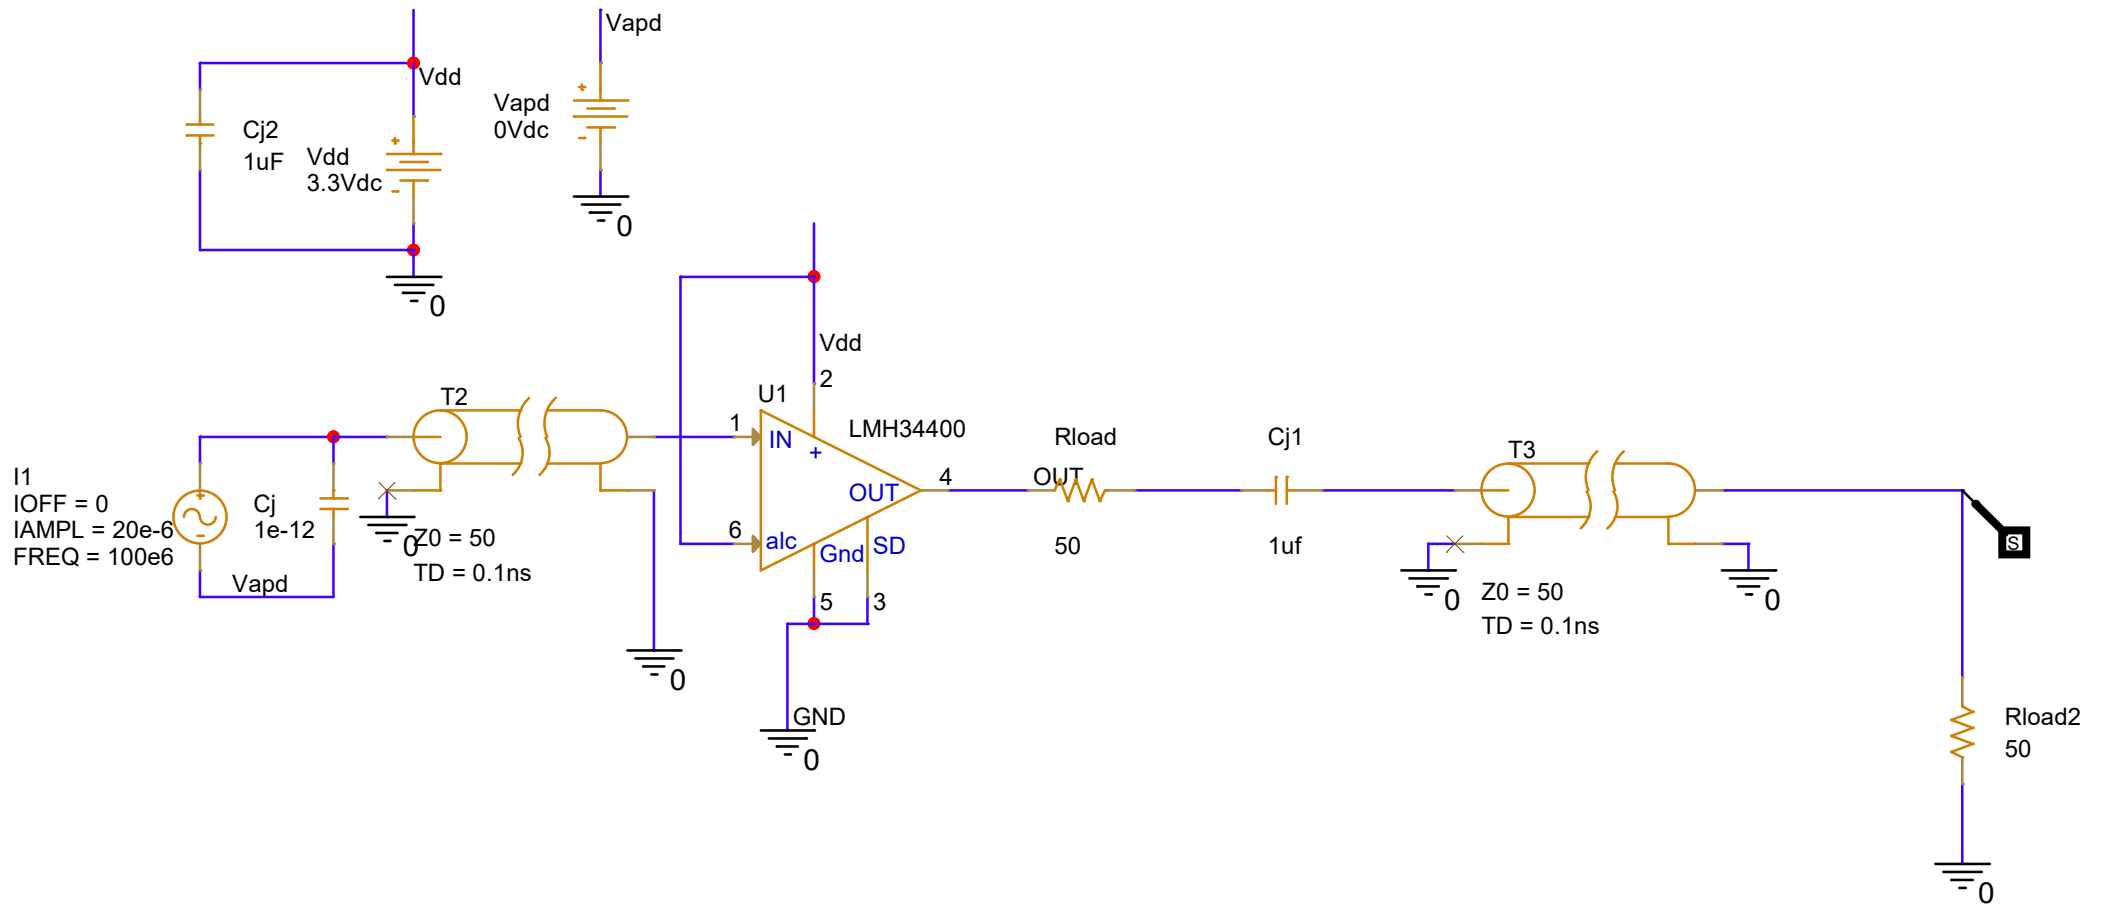 Vapd
Vdd
Vapd
0Vdc
Cj2
1uF
Vdd
3.3Vdc
+
-
+
-
0
0
Vdd
2
T2
U1
1
IN
+
LMH34400
Rload
Cj1
T3
I1
IOFF = 0
IAMPL = 20e-6
FREQ = 100e6
+
-
Cj
1e-12
Vapd
0
Z0 = 50
TD = 0.1ns
OUT
4
OUT
6
alc
Gnd
SD
50
1uf
S
5
3
0
0
Z0 = 50
TD = 0.1ns
0
GND
0
Rload2
50
0